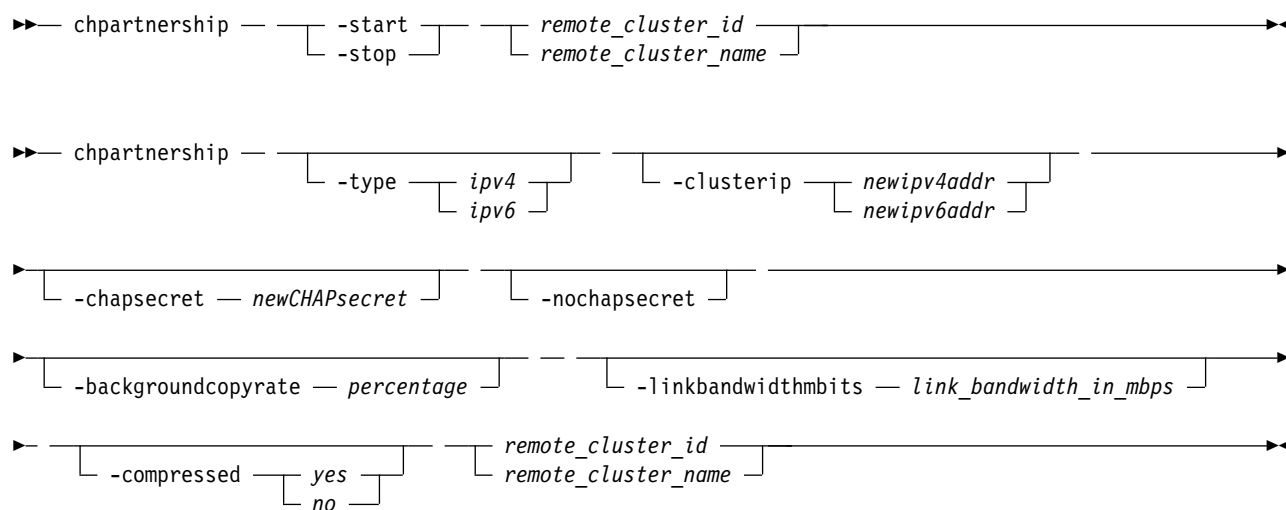 chpartnership -start remote_cluster_id
-stop remote_cluster_name
chpartnership
-type ipv4 -clusterip newipv4addr
ipv6 newipv6addr
-chapsecret newCHAPsecret -nochapsecret
-backgroundcopyrate percentage -linkbandwidthmbits link_bandwidth_in_mbps
remote_cluster_id
-compressed yes remote_cluster_name
no